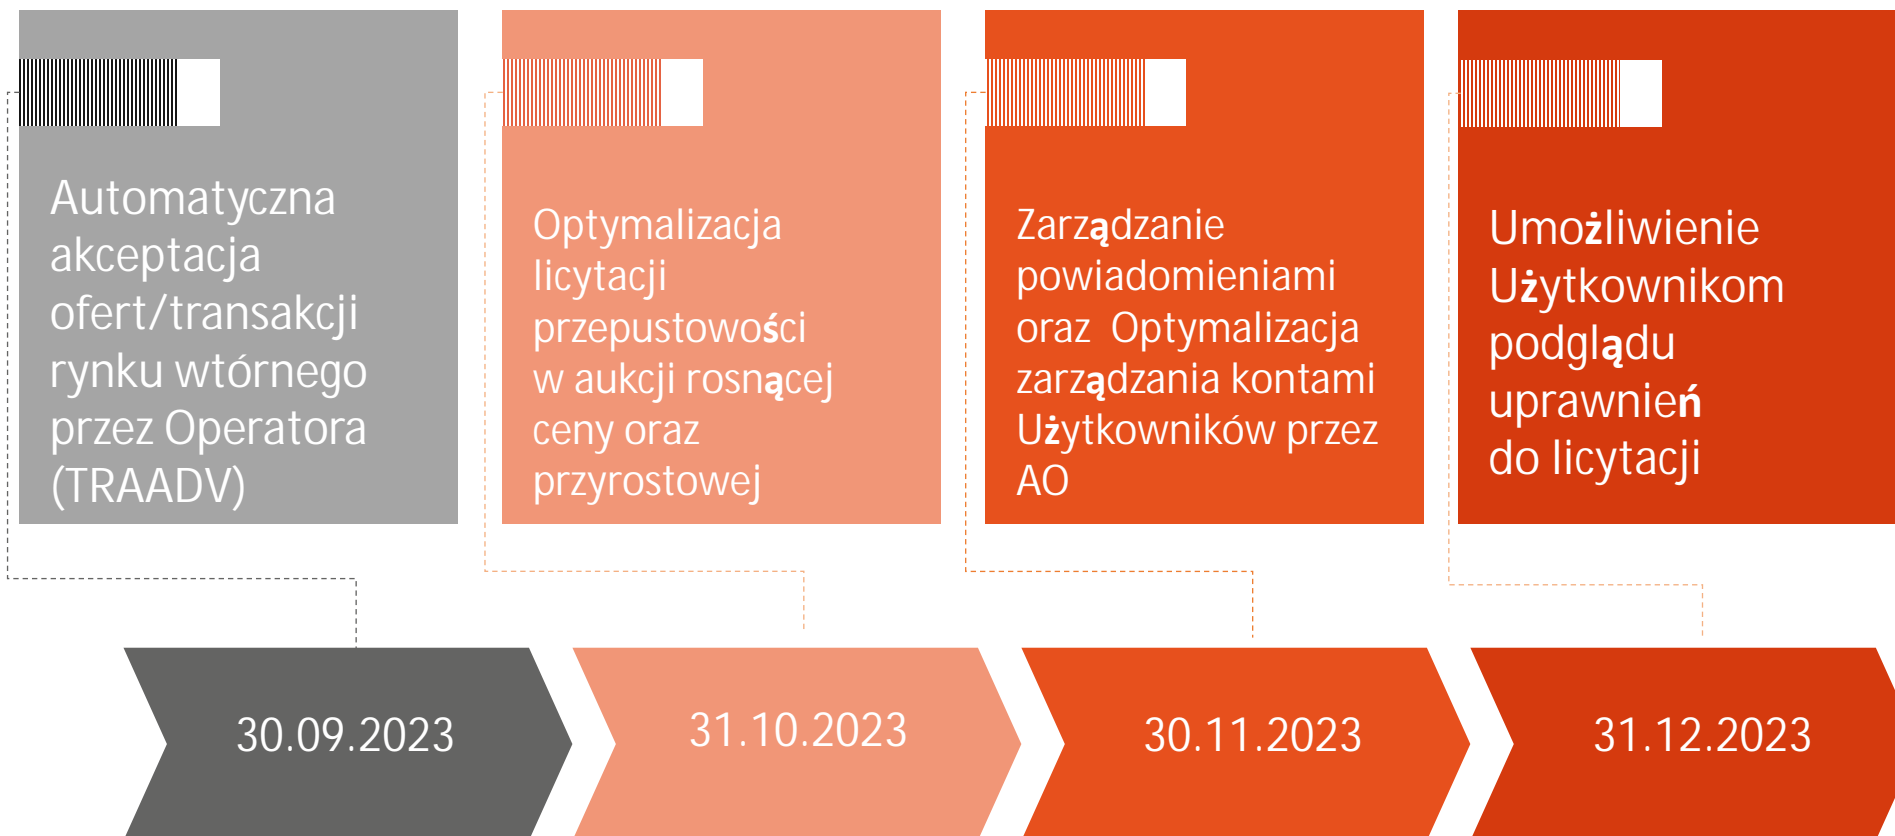 Automatyczna
akceptacja
ofert/transakcji
rynku wtórnego
przez Operatora
(TRAADV)
Optymalizacja
licytacji
przepustowości
w aukcji rosnącej
ceny oraz
przyrostowej
Zarządzanie
powiadomieniami
oraz Optymalizacja
zarządzania kontami
Użytkowników przez
AO
Umożliwienie
Użytkownikom
podglądu
uprawnień
do licytacji
30.09.2023
31.10.2023
30.11.2023
31.12.2023